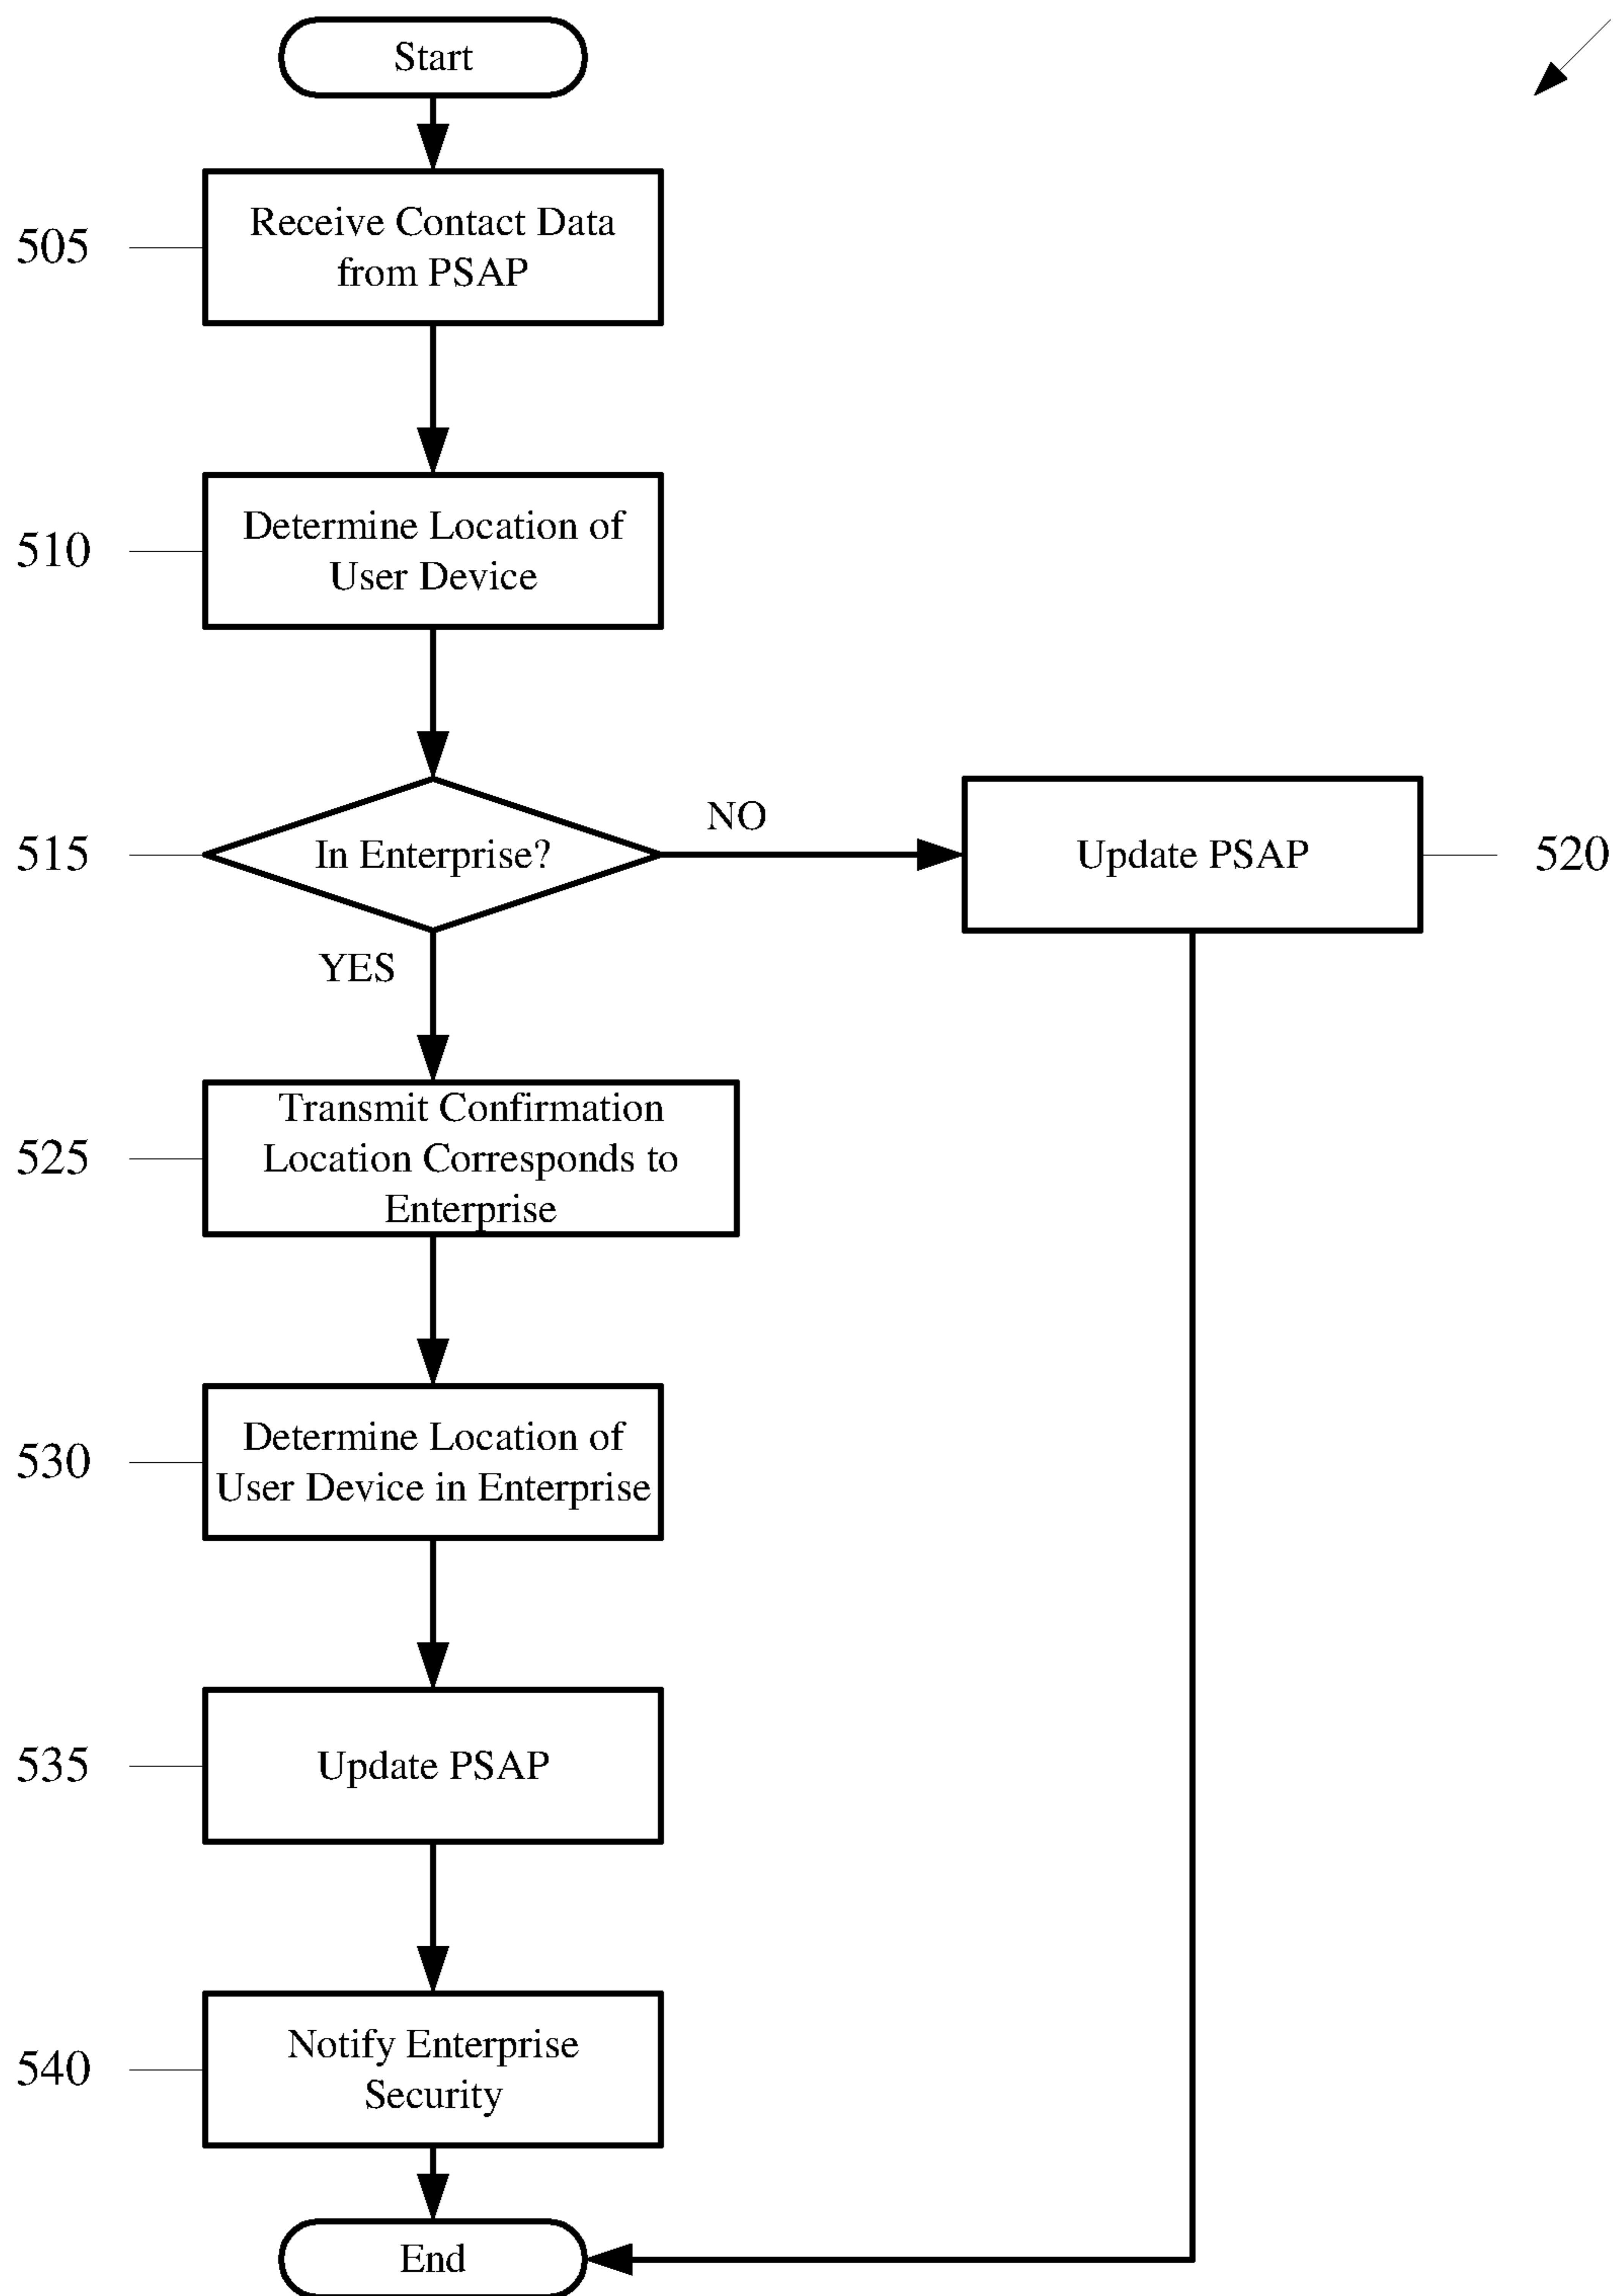 Start
505
Receive Contact Data
from PSAP
510
Determine Location of
User Device
515
In Enterprise?
NO
Update PSAP
520
YES
525
Transmit Confirmation
Location Corresponds to
Enterprise
530
Determine Location of
User Device in Enterprise
535
Update PSAP
540
Notify Enterprise
Security
End